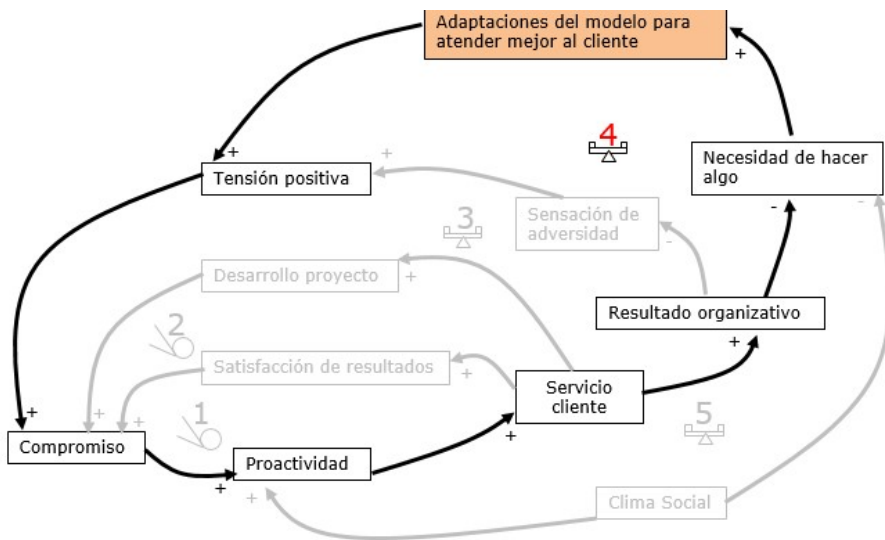 Adaptaciones del modelo para
atender mejor al cliente
+
+
+
4
Necesidad de hacer
algo
Tensión positiva
-
-
Sensación de
adversidad
3
-
+
Desarrollo proyecto
Resultado organizativo
2
+
Satisfacción de resultados
+
Servicio
cliente
+
+
+
1
5
+
Compromiso
Proactividad
+
+
Clima Social